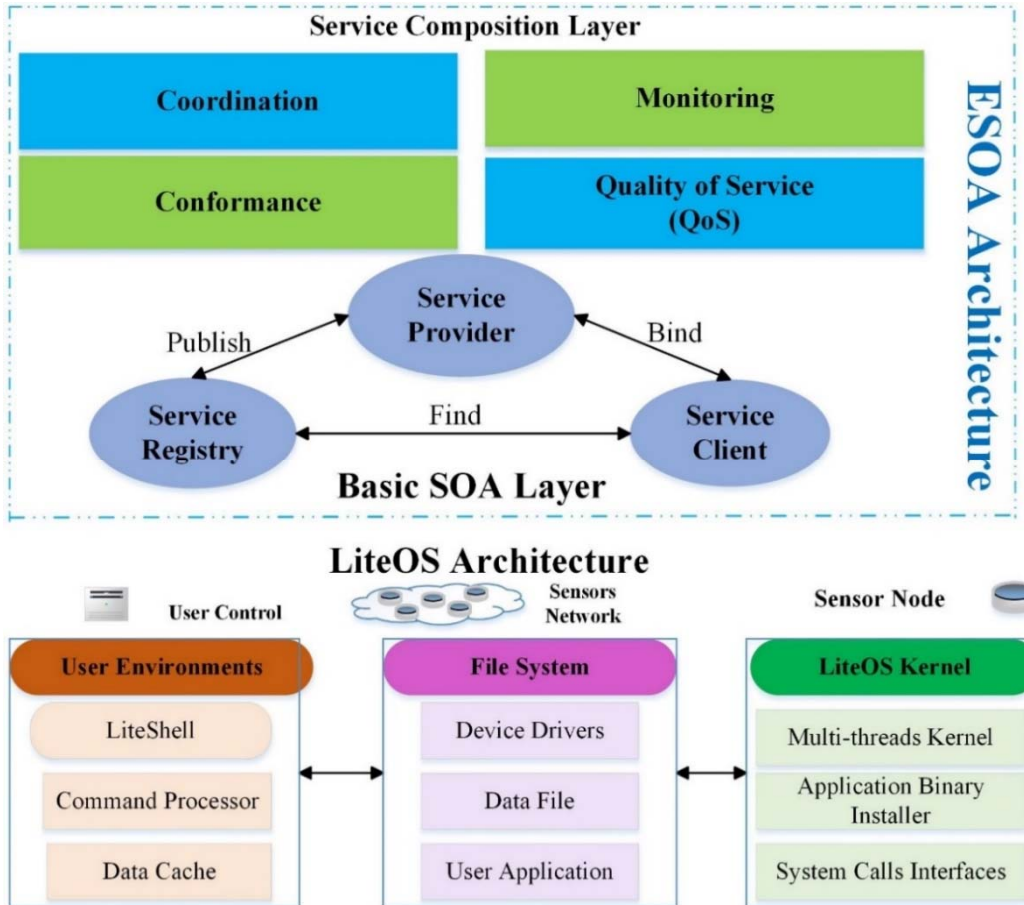 Service Composition Layer
Coordination
Monitoring
Conformance
Quality of Service
(QoS)
ESOA Architecture
Service
Provider
Publish
Bind
Service
Registry
Find
Service
Client
Basic SOA Layer
LiteOS Architecture
User Control
Sensors
Network
Sensor Node
User Environments
File System
LiteOS Kernel
LiteShell
Device Drivers
Multi-threads Kernel
Command Processor
Data File
Application Binary
Installer
Data Cache
User Application
System Calls Interfaces